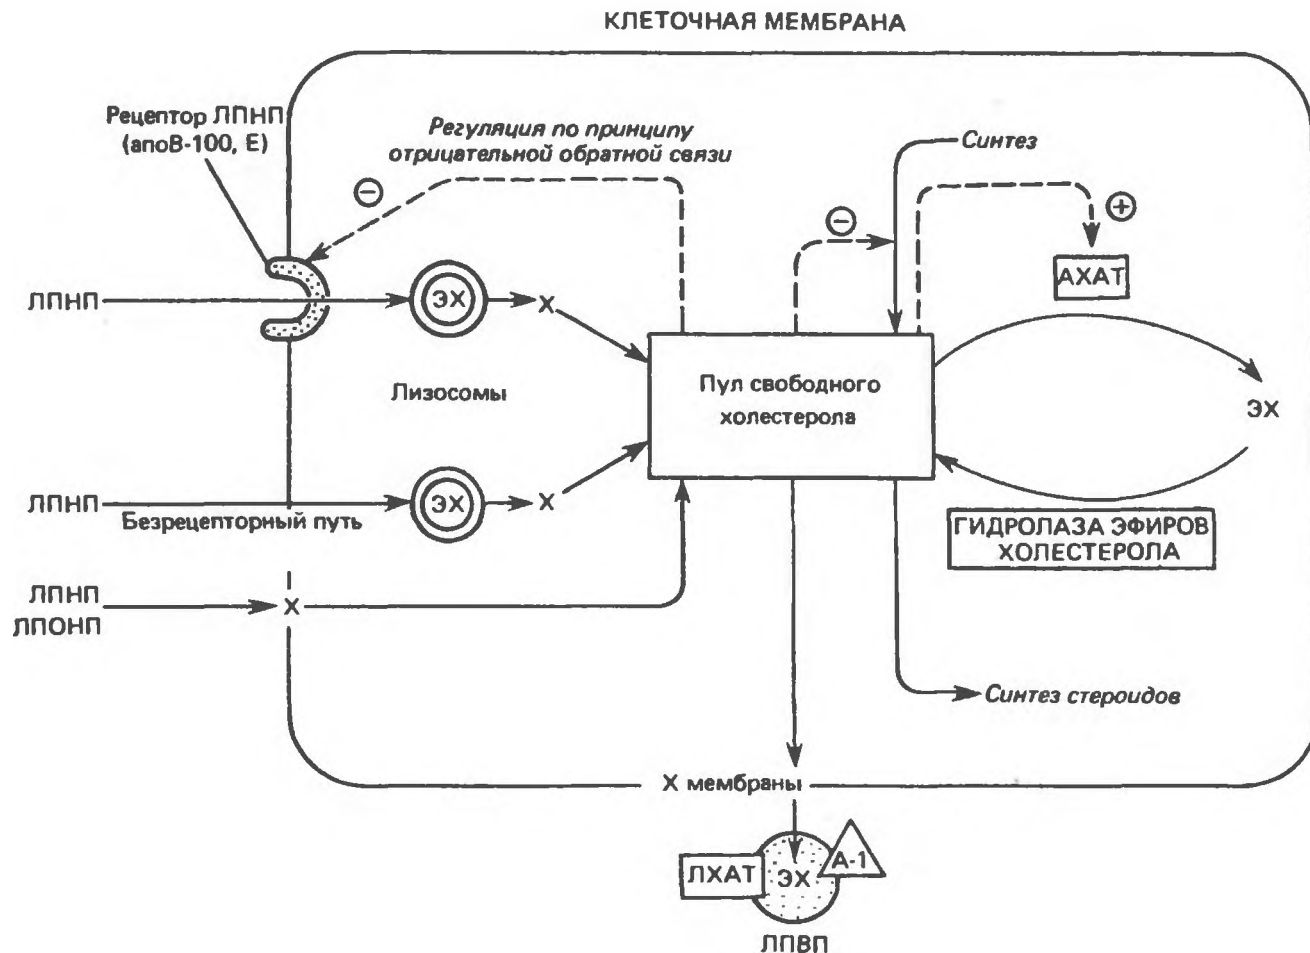 КЛЕТОЧНАЯ МЕМБРАНА
Рецептор ЛПНП
(апоВ-100, Е)
Регуляция по принципу
отрицательной обратной связи
Синтез
−
−
+
АХАТ
ЛПНП
ЭХ
Х
Лизосомы
Пул свободного
холестерола
ЭХ
ЛПНП
Безрецепторный путь
ЭХ
Х
ГИДРОЛАЗА ЭФИРОВ
ХОЛЕСТЕРОЛА
ЛПНП
ЛПОНП
Х
Синтез стероидов
Х мембраны
ЛХАТ
ЭХ
А-1
ЛПВП